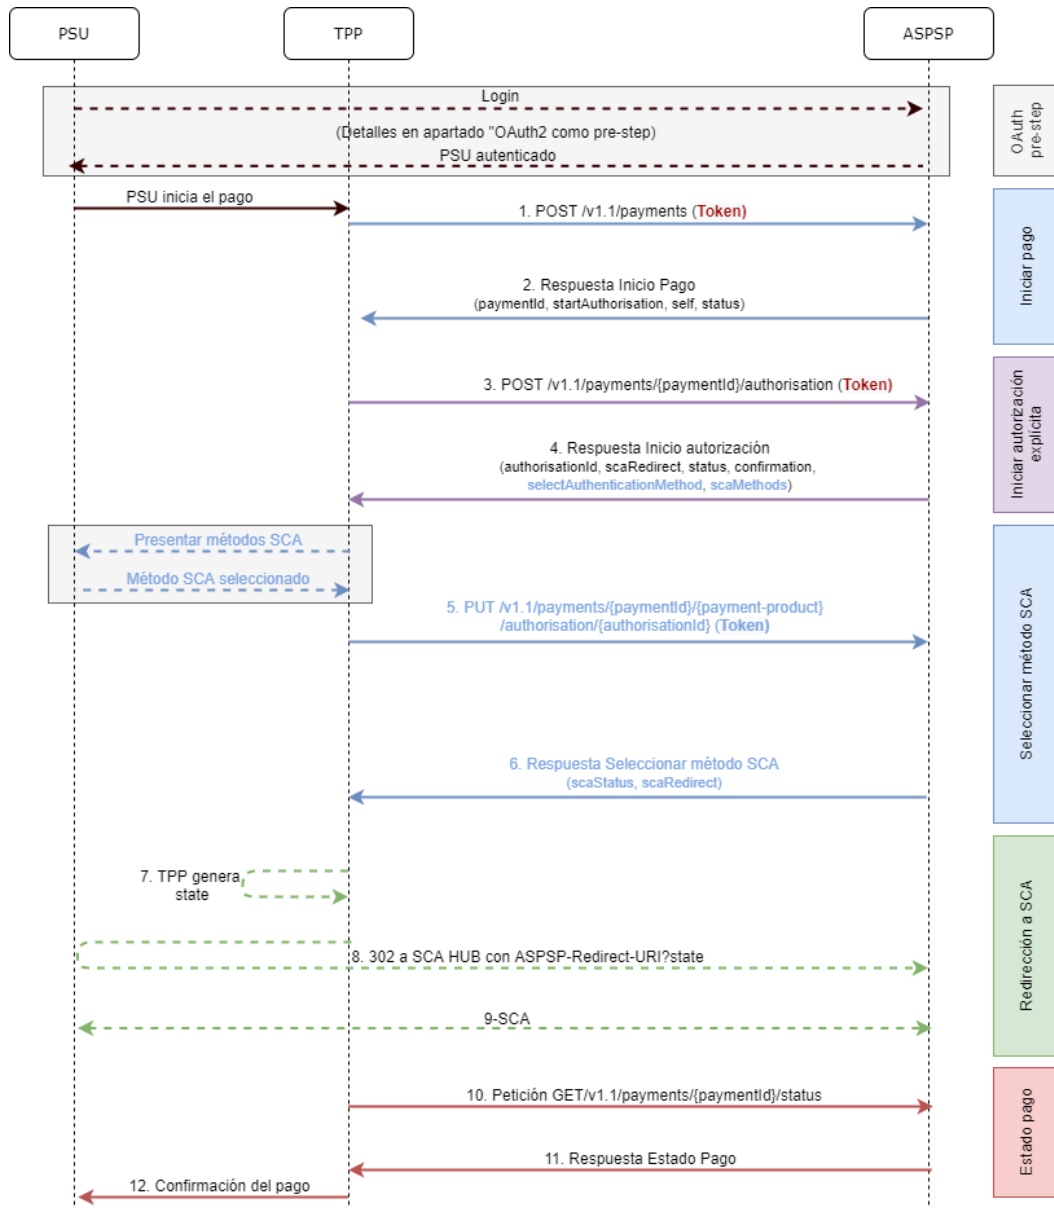 PSU
TPP
ASPSP
Login
(Detalles en apartado "OAuth2 como pre-step)
PSU autenticado
OAuth
pre-step
PSU inicia el pago
1. POST /v1.1/payments (Token)
2. Respuesta Inicio Pago
(paymentId, startAuthorisation, self, status)
Iniciar pago
3. POST /v1.1/payments/{paymentId}/authorisation (Token)
4. Respuesta Inicio autorización
(authorisationId, scaRedirect, status, confirmation,
selectAuthenticationMethod, scaMethods)
Iniciar autorización
explícita
Presentar métodos SCA
Método SCA seleccionado
5. PUT /v1.1/payments/{paymentId}/{payment-product}
/authorisation/{authorisationId} (Token)
6. Respuesta Seleccionar método SCA
(scaStatus, scaRedirect)
Seleccionar método SCA
7. TPP genera
state
8. 302 a SCA HUB con ASPSP-Redirect-URI?state
9-SCA
Redirección a SCA
10. Petición GET/v1.1/payments/{paymentId}/status
11. Respuesta Estado Pago
12. Confirmación del pago
Estado pago